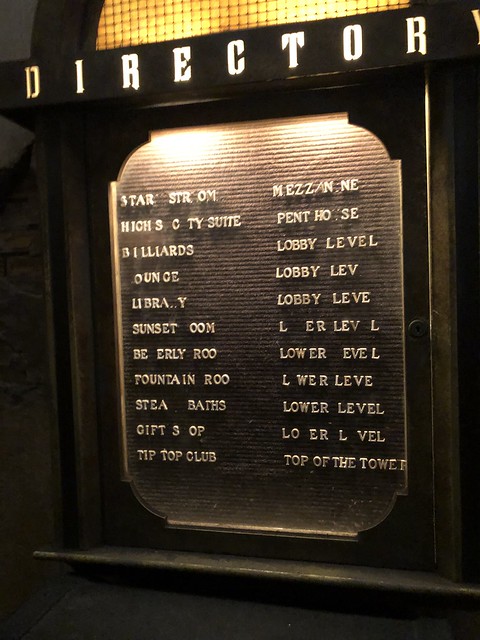 DIRECTORY
STAR STR OM MEZZ/N NE
HIGH S C TY SUITE PENT HO SE
BILLIARDS LOBBY LEVEL
OUNGE LOBBY LEV
LIBRA..Y LOBBY LEVE
SUNSET OOM L ER LEV L
BE ERLY ROO LOWER EVE L
FOUNTAIN ROO L WER LEVE
STEA BATHS LOWER LEVEL
GIFT S OP LO ER L VEL
TIP TOP CLUB TOP OF THE TOWER